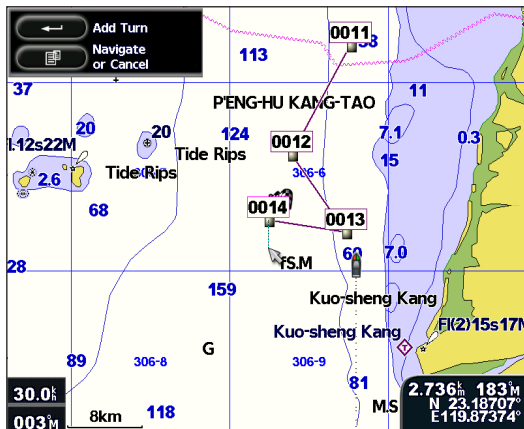 Add Turn
Navigate
or Cancel
0011
38
113
37
11
P'ENG-HU KANG-TAO
20
20
124
0012
7.1
0.3
l.12s22M
Tide Rips
15
Tide Rips
306-6
2.6
68
0014
0013
60
7.0
28
fS.M
159
Kuo-sheng Kang
Kuo-sheng Kang
Fl(2)15s17M
G
T
89
306-8
306-9
81
30.0
8km
118
M.S
003°M
2.736 km 183°M
N 23.18707°
E119.87374°